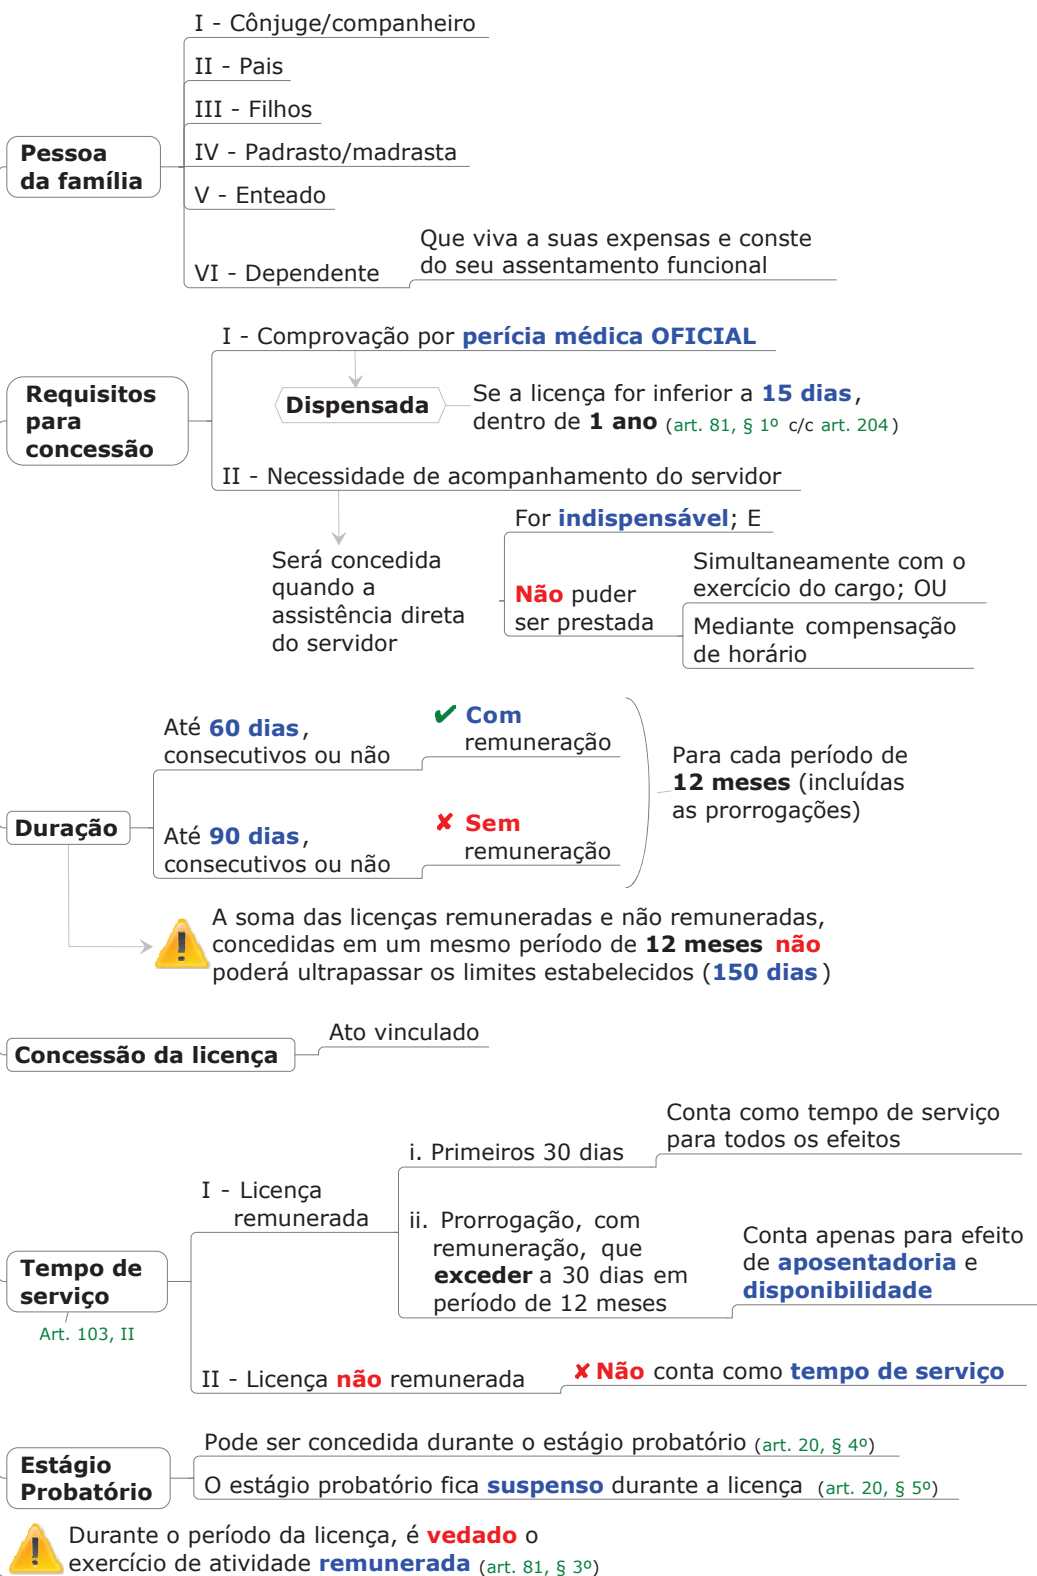 I - Cônjuge/companheiro
II - Pais
III - Filhos
Pessoa
da família
IV - Padrasto/madrasta
V - Enteado
VI - Dependente
Que viva a suas expensas e conste
do seu assentamento funcional
Requisitos
para
concessão
I - Comprovação por perícia médica OFICIAL
Dispensada
Se a licença for inferior a 15 dias,
dentro de 1 ano (art. 81, § 1º c/c art. 204)
II - Necessidade de acompanhamento do servidor
Será concedida
quando a
assistência direta
do servidor
For indispensável; E
Não puder
ser prestada
Simultaneamente com o
exercício do cargo; OU
Mediante compensação
de horário
Duração
Até 60 dias,
consecutivos ou não
✔ Com
remuneração
Até 90 dias,
consecutivos ou não
✘ Sem
remuneração
Para cada período de
12 meses (incluídas
as prorrogações)
A soma das licenças remuneradas e não remuneradas,
concedidas em um mesmo período de 12 meses não
poderá ultrapassar os limites estabelecidos (150 dias)
Concessão da licença
Ato vinculado
Tempo de
serviço
Art. 103, II
I - Licença
remunerada
i. Primeiros 30 dias
Conta como tempo de serviço
para todos os efeitos
ii. Prorrogação, com
remuneração, que
exceder a 30 dias em
período de 12 meses
Conta apenas para efeito
de aposentadoria e
disponibilidade
II - Licença não remunerada
✘ Não conta como tempo de serviço
Estágio
Probatório
Pode ser concedida durante o estágio probatório (art. 20, § 4º)
O estágio probatório fica suspenso durante a licença (art. 20, § 5º)
Durante o período da licença, é vedado o
exercício de atividade remunerada (art. 81, § 3º)